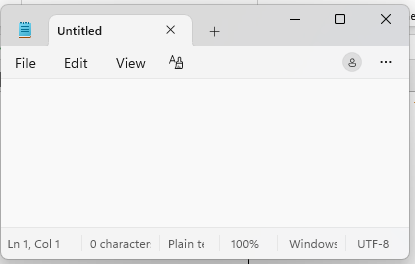 Untitled
File Edit View
Ln 1, Col 1 0 character Plain te 100% Windows UTF-8